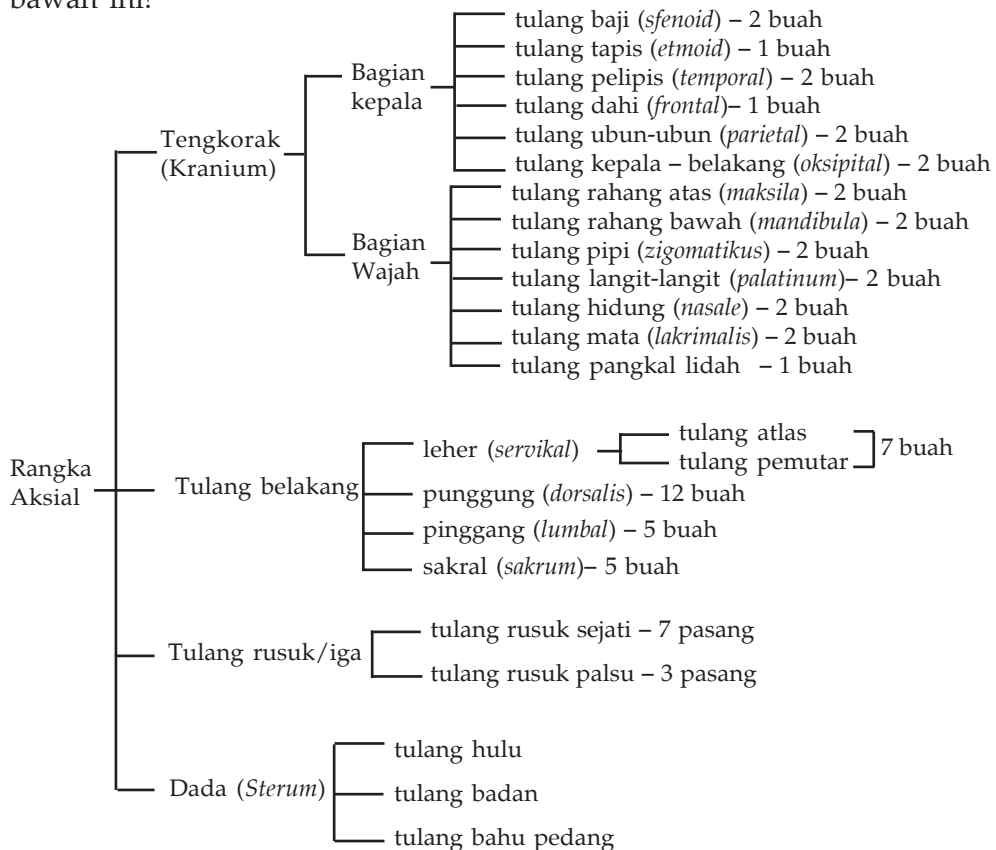 bawah ini!
tulang baji (sfenoid) – 2 buah
tulang tapis (etmoid) – 1 buah
Bagian
kepala
tulang pelipis (temporal) – 2 buah
tulang dahi (frontal)– 1 buah
Tengkorak
(Kranium)
tulang ubun-ubun (parietal) – 2 buah
tulang kepala – belakang (oksipital) – 2 buah
tulang rahang atas (maksila) – 2 buah
tulang rahang bawah (mandibula) – 2 buah
Bagian
Wajah
tulang pipi (zigomatikus) – 2 buah
tulang langit-langit (palatinum)– 2 buah
tulang hidung (nasale) – 2 buah
tulang mata (lakrimalis) – 2 buah
tulang pangkal lidah – 1 buah
Rangka
Aksial
Tulang belakang
leher (servikal)
tulang atlas
tulang pemutar
7 buah
punggung (dorsalis) – 12 buah
pinggang (lumbal) – 5 buah
sakral (sakrum)– 5 buah
Tulang rusuk/iga
tulang rusuk sejati – 7 pasang
tulang rusuk palsu – 3 pasang
Dada (Sterum)
tulang hulu
tulang badan
tulang bahu pedang